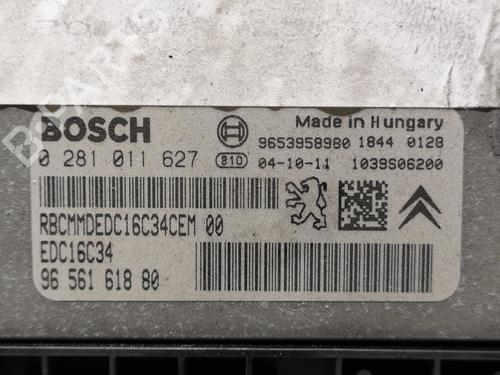 BOSCH
Made in Hungary
9653958980 1844 0128
0 281 011 627 810 04-10-11 1039S06200
RBCMMDEDC16C34CEM 00
EDC16C34
96 561 618 80